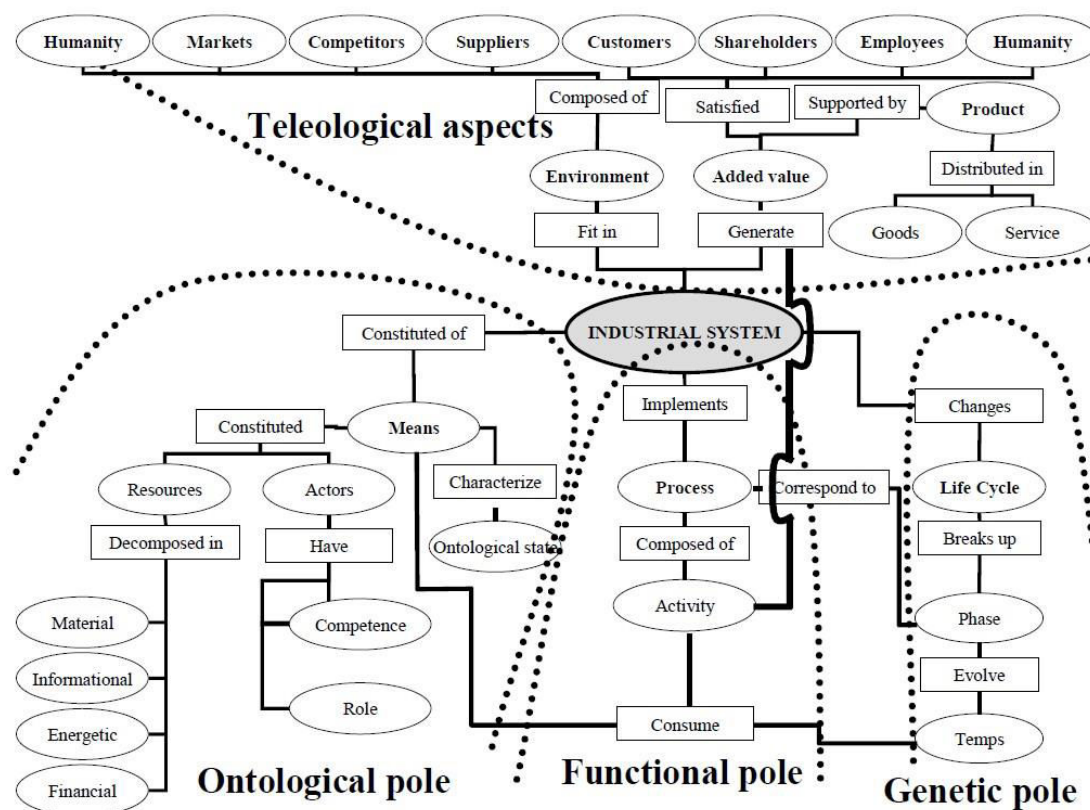 Humanity
Markets
Competitors
Suppliers
Customers
Shareholders
Employees
Humanity
Composed of
Satisfied
Supported by
Product
Teleological aspects
Environment
Added value
Distributed in
Fit in
Generate
Goods
Service
Constituted of
INDUSTRIAL SYSTEM
Implements
Changes
Constituted
Means
Resources
Actors
Characterize
Process
Correspond to
Life Cycle
Decomposed in
Have
Ontological state
Composed of
Breaks up
Material
Competence
Activity
Phase
Informational
Evolve
Role
Consume
Energetic
Temps
Financial
Ontological pole
Functional pole
Genetic pole